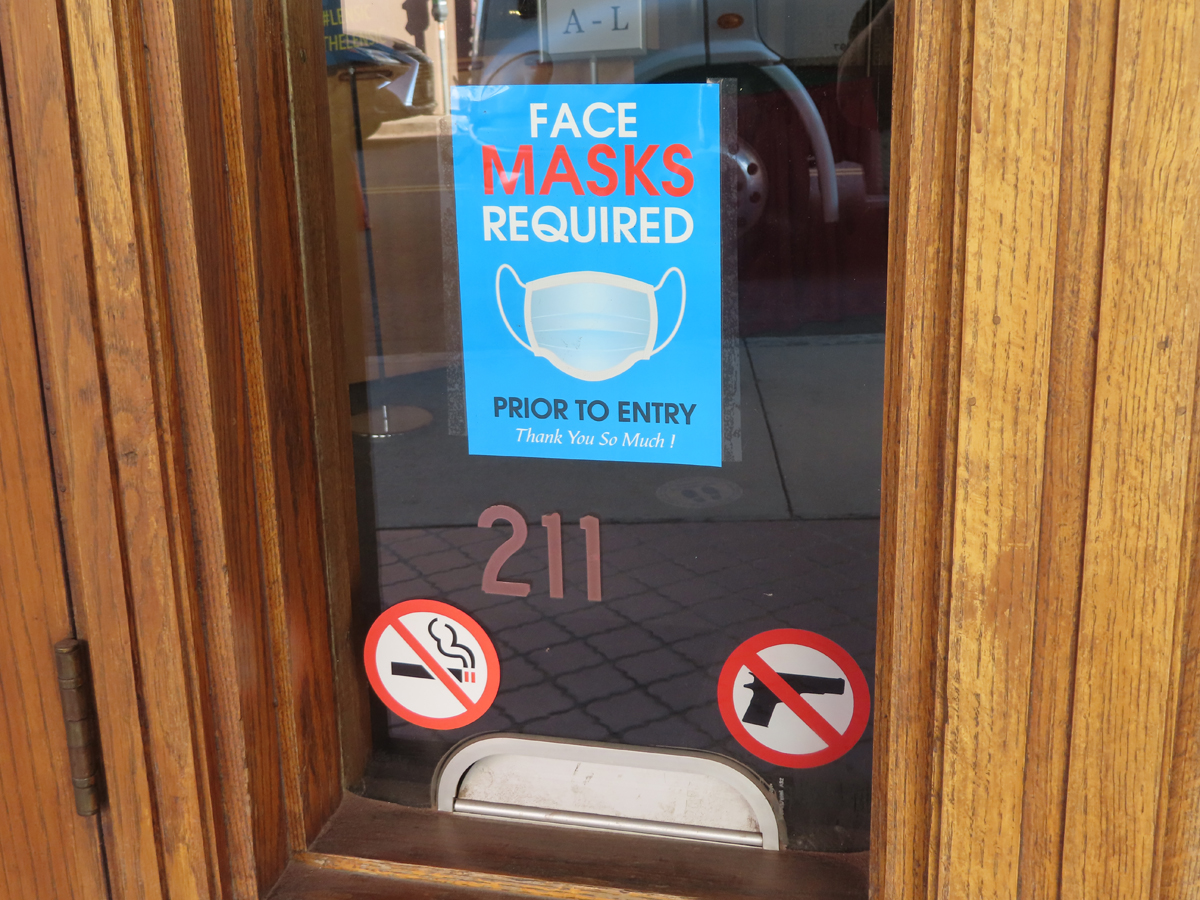 A - L
FACE
MASKS
REQUIRED
PRIOR TO ENTRY
Thank You So Much !
211